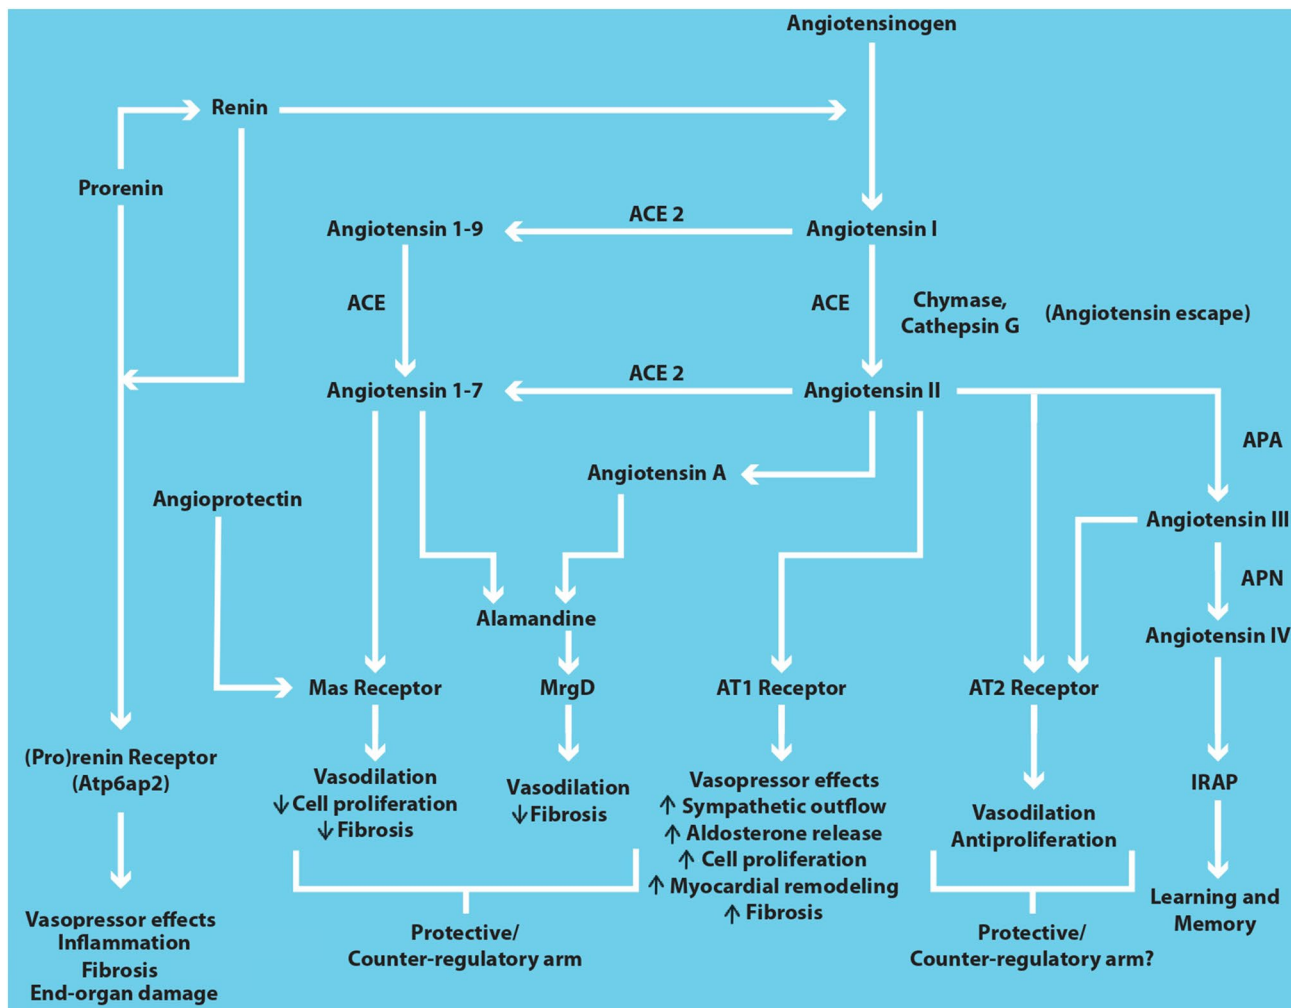 Angiotensinogen
Renin
Prorenin
ACE 2
Angiotensin 1-9
Angiotensin I
ACE
ACE
Chymase,
Cathepsin G
(Angiotensin escape)
ACE 2
Angiotensin 1-7
Angiotensin II
APA
Angiotensin A
Angioprotectin
Angiotensin III
APN
Alamandine
Angiotensin IV
Mas Receptor
MrgD
AT1 Receptor
AT2 Receptor
(Pro)renin Receptor
(Atp6ap2)
Vasodilation
↓ Cell proliferation
↓ Fibrosis
Vasodilation
↓ Fibrosis
Vasopressor effects
↑ Sympathetic outflow
↑ Aldosterone release
↑ Cell proliferation
↑ Myocardial remodeling
↑ Fibrosis
Vasodilation
Antiproliferation
IRAP
Learning and
Memory
Vasopressor effects
Inflammation
Fibrosis
End-organ damage
Protective/
Counter-regulatory arm
Protective/
Counter-regulatory arm?